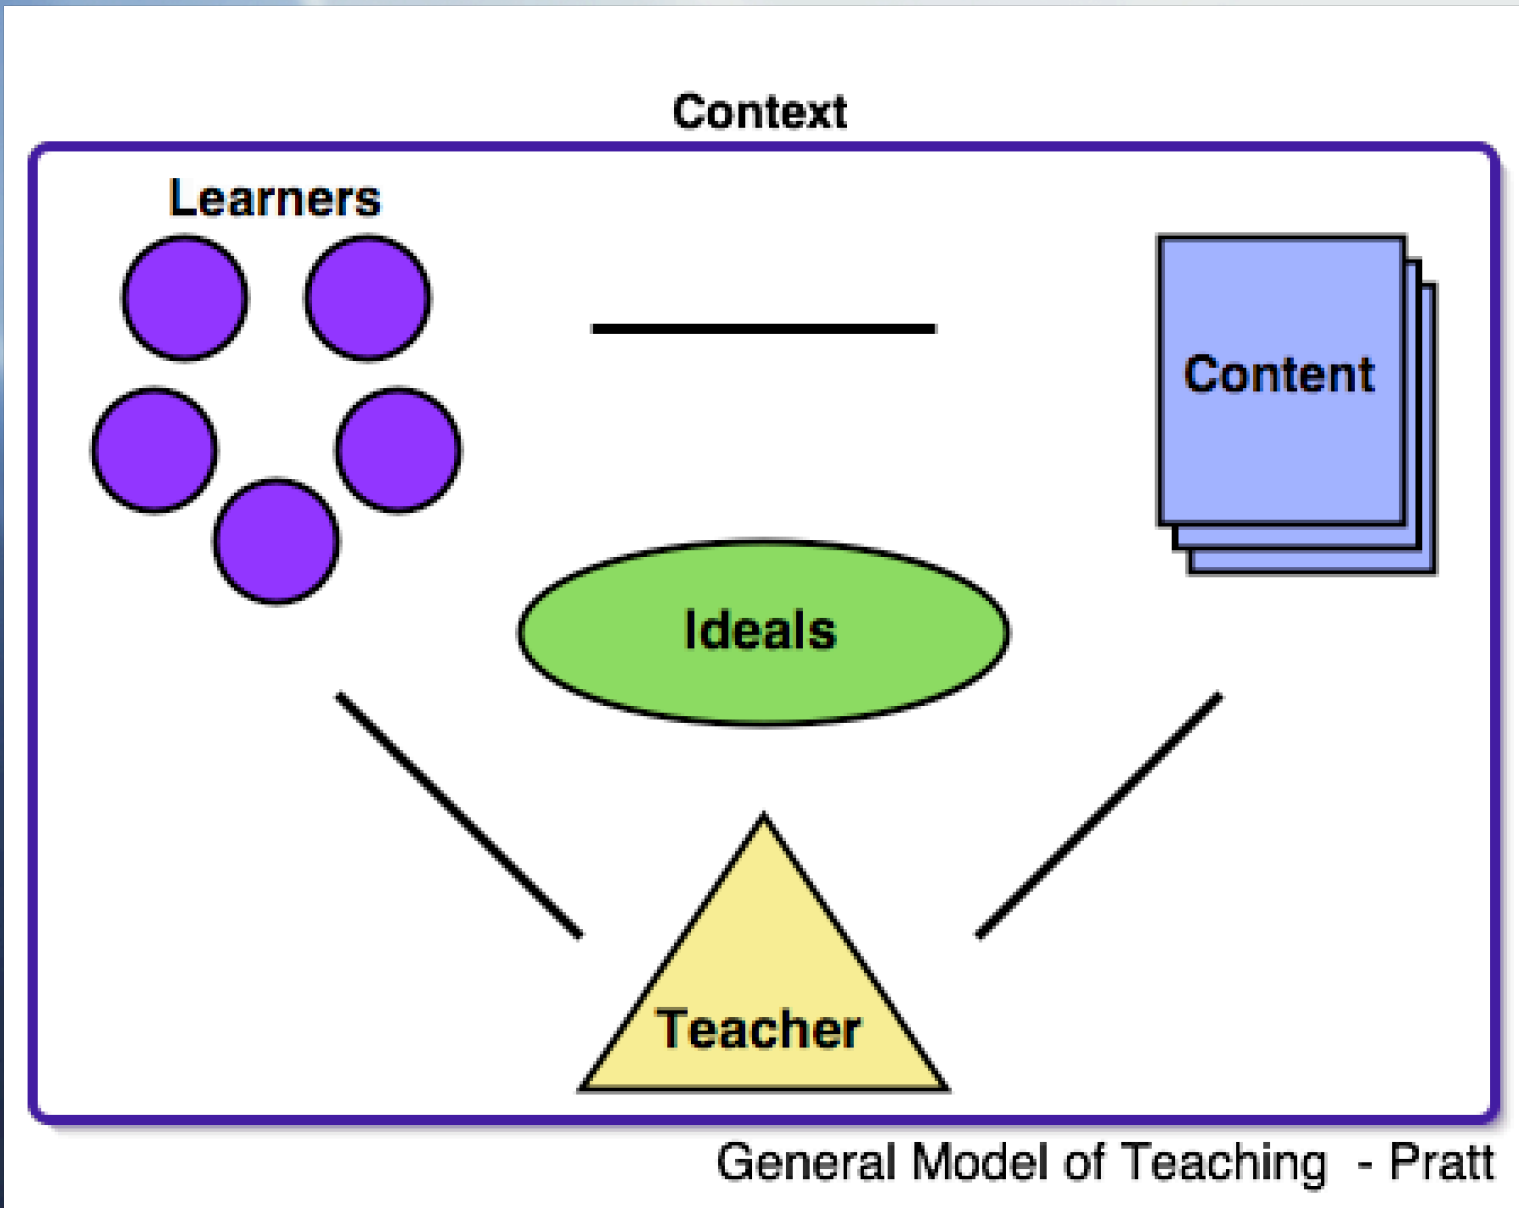 Context
Learners
Content
Ideals
Teacher
General Model of Teaching - Pratt